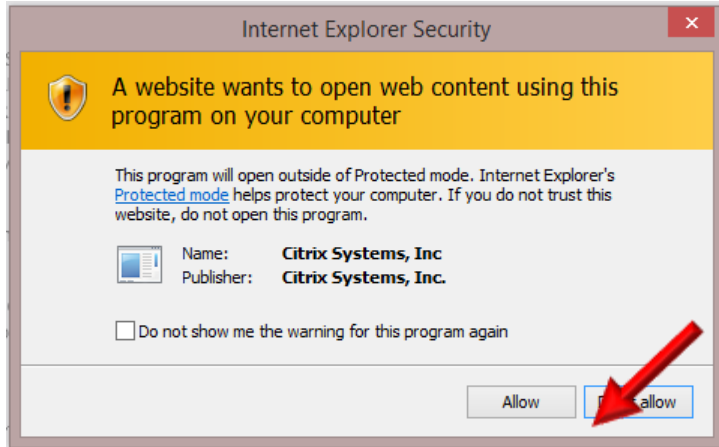 Internet Explorer Security
A website wants to open web content using this
program on your computer
This program will open outside of Protected mode. Internet Explorer's
Protected mode helps protect your computer. If you do not trust this
website, do not open this program.
Name: Citrix Systems, Inc
Publisher: Citrix Systems, Inc.
Do not show me the warning for this program again
Allow
allow